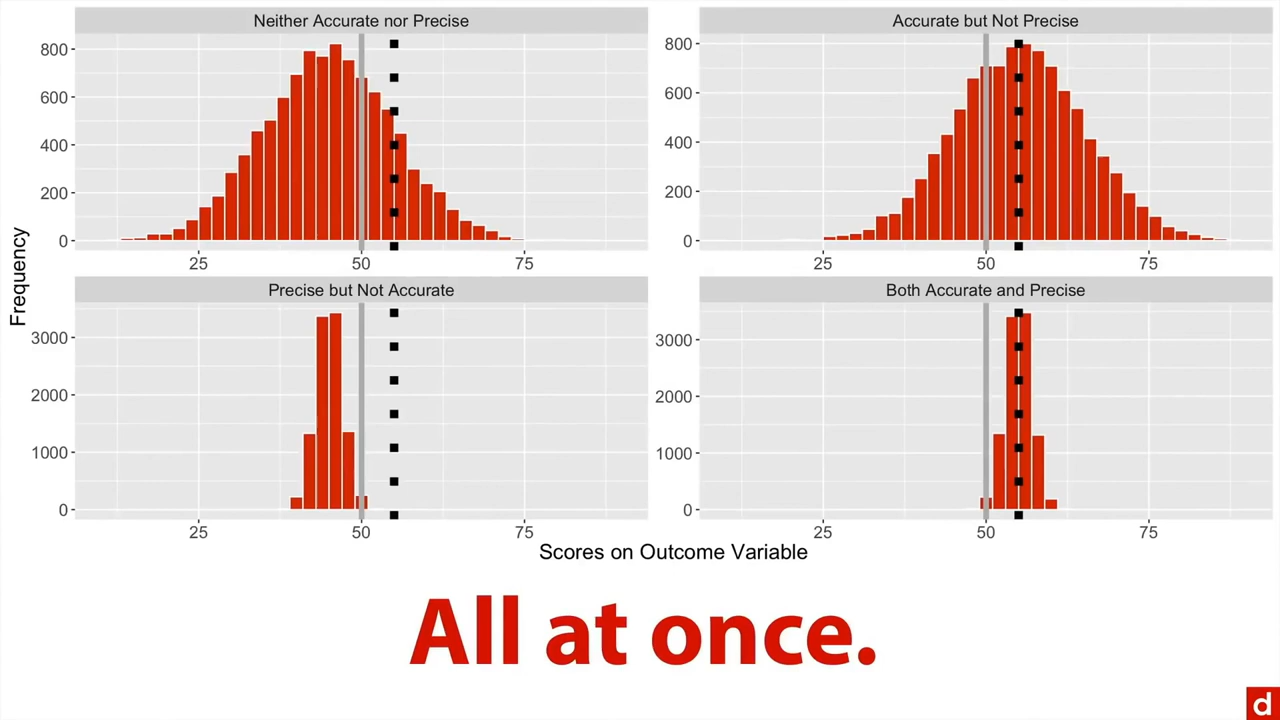 Neither Accurate nor Precise
Accurate but Not Precise
800
600
400
200
0
25 50 75
800
600
400
200
0
25 50 75
Frequency
Precise but Not Accurate
Both Accurate and Precise
3000
2000
1000
0
25 50 75
3000
2000
1000
0
25 50 75
Scores on Outcome Variable
All at once.
d